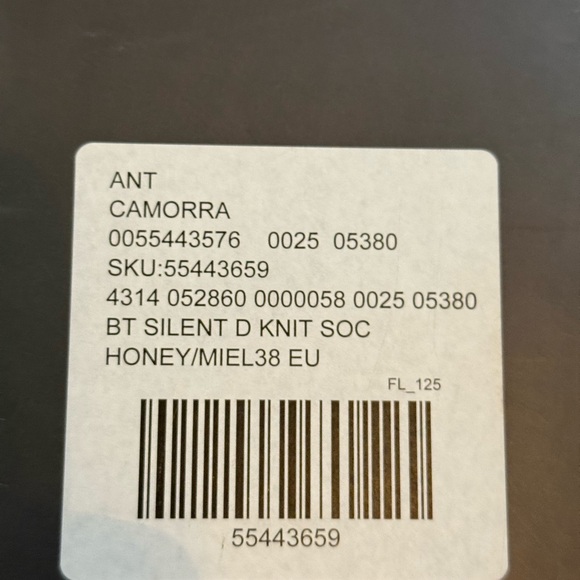 ANT
CAMORRA
0055443576 0025 05380
SKU:55443659
4314 052860 0000058 0025 05380
BT SILENT D KNIT SOC
HONEY/MIEL38 EU
FL_125
55443659